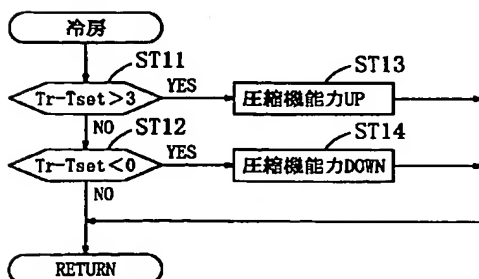 冷房
ST11
Tr-Tset>3
YES
ST13
圧縮機能力UP
NO
ST12
Tr-Tset<0
YES
ST14
圧縮機能力DOWN
NO
RETURN